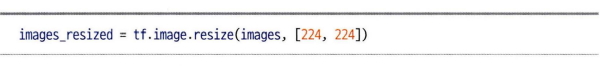 images_resized = tf.image.resize(images, [224, 224])